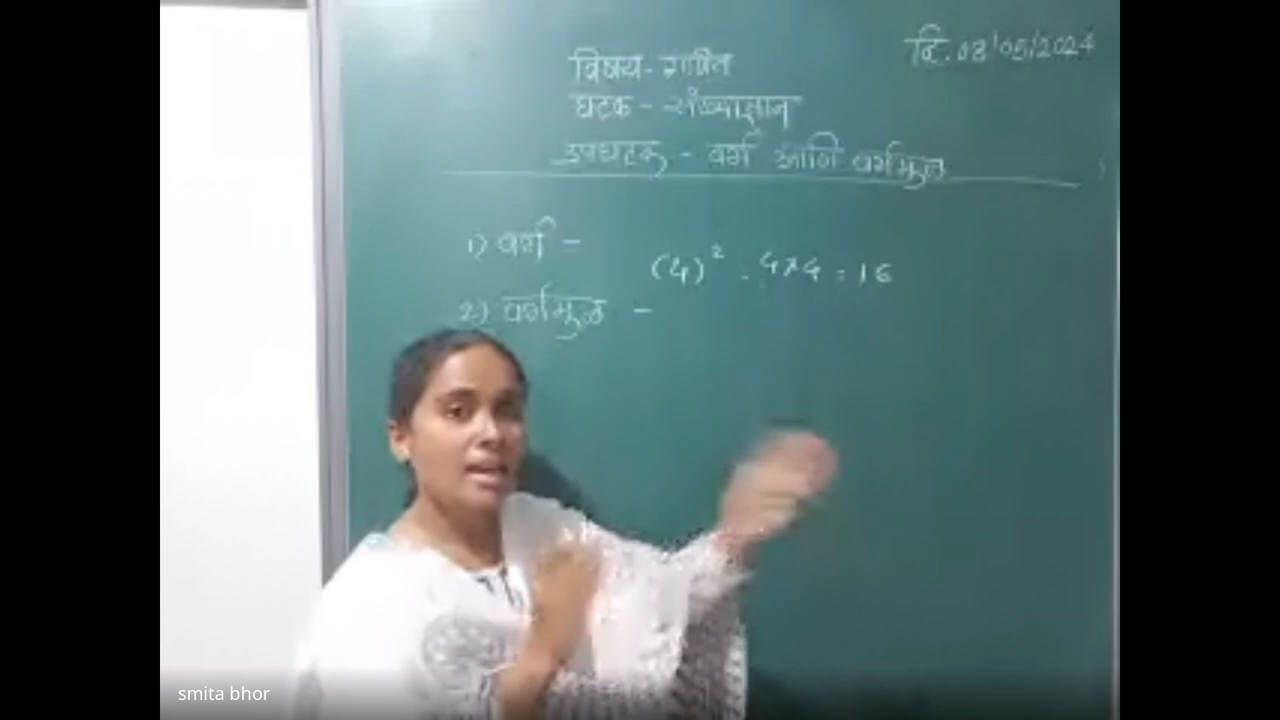 दि. 08/05/2024
विषय - गणित
घटक - संख्याज्ञान
उपघटक - वर्ग आणि वर्गमुळ
1) वर्ग -
(4)² = 4×4 = 16
2) वर्गमुळ -
smita bhor